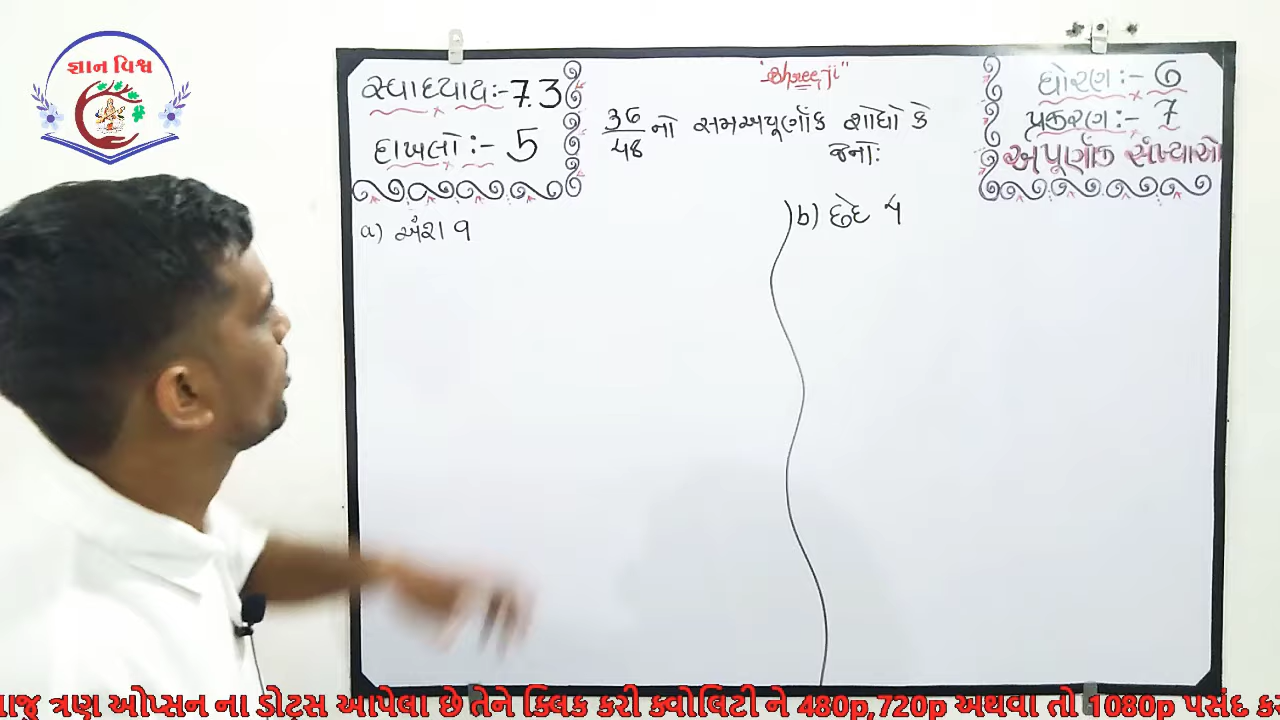 જ્ઞાન વિશ્વ
સ્વાધ્યાય:- 7.3
દાખલો:- 5
"Shreeji"
36/48 નો સમઅપૂર્ણાંક શોધો કે
જેનો:
ધોરણ:- 6
પ્રકરણ:- 7
અપૂર્ણાંક સંખ્યાઓ
a) અંશ 9
b) છેદ 4
ત્રણ ઓપ્સન ના ડોટ્સ આપેલા છે તેને ક્લિક કરી ક્વોલિટી ને 480p,720p અથવા તો 1080p પસંદ